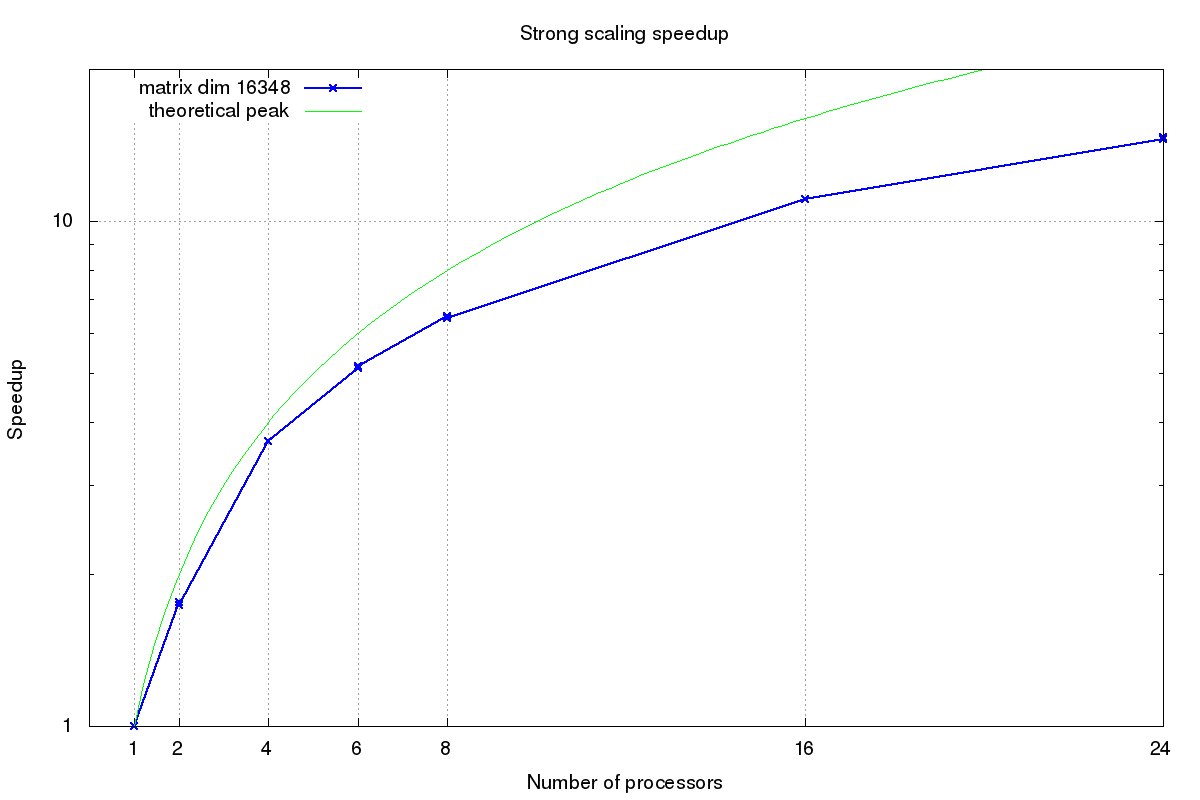 Strong scaling speedup
matrix dim 16348
theoretical peak
10
1
Speedup
1 2 4 6 8 16 24
Number of processors